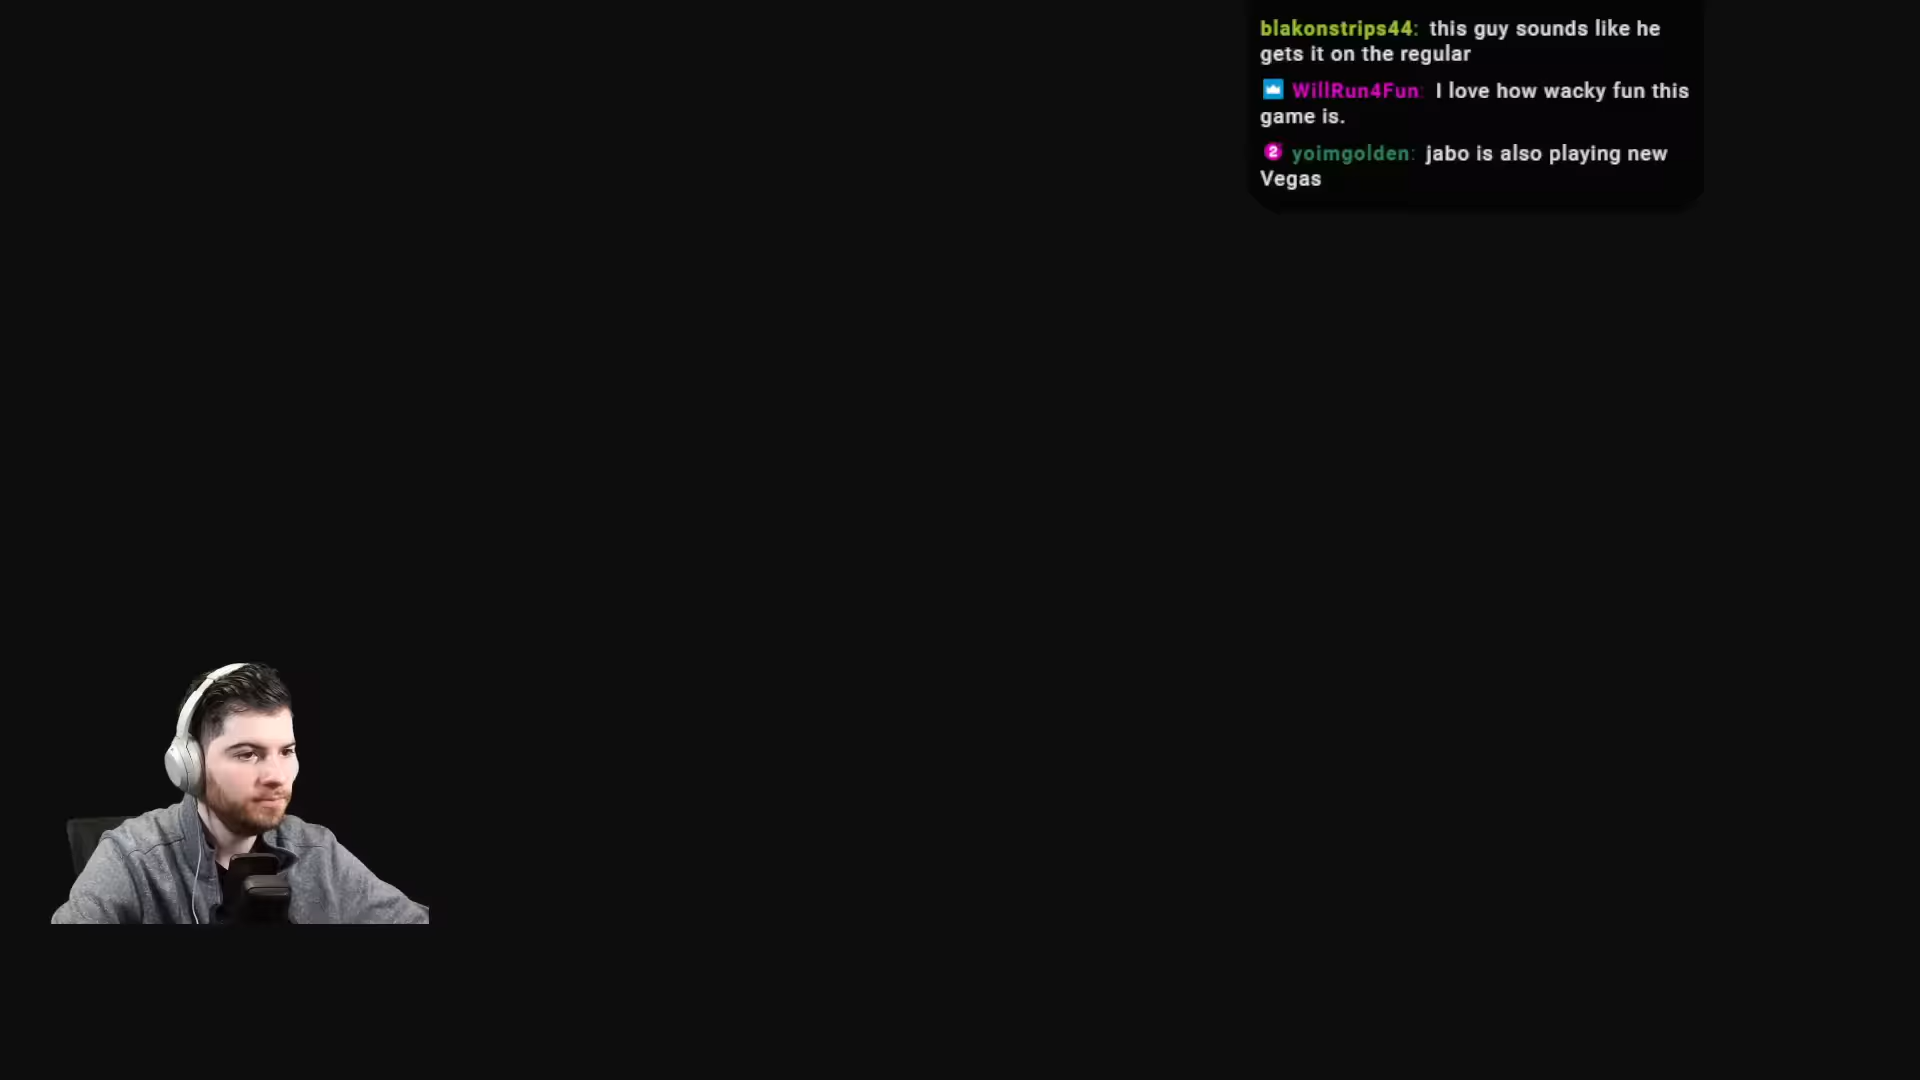 blakonstrips44: this guy sounds like he
gets it on the regular
WillRun4Fun: I love how wacky fun this
game is.
2 yoimgolden: jabo is also playing new
Vegas